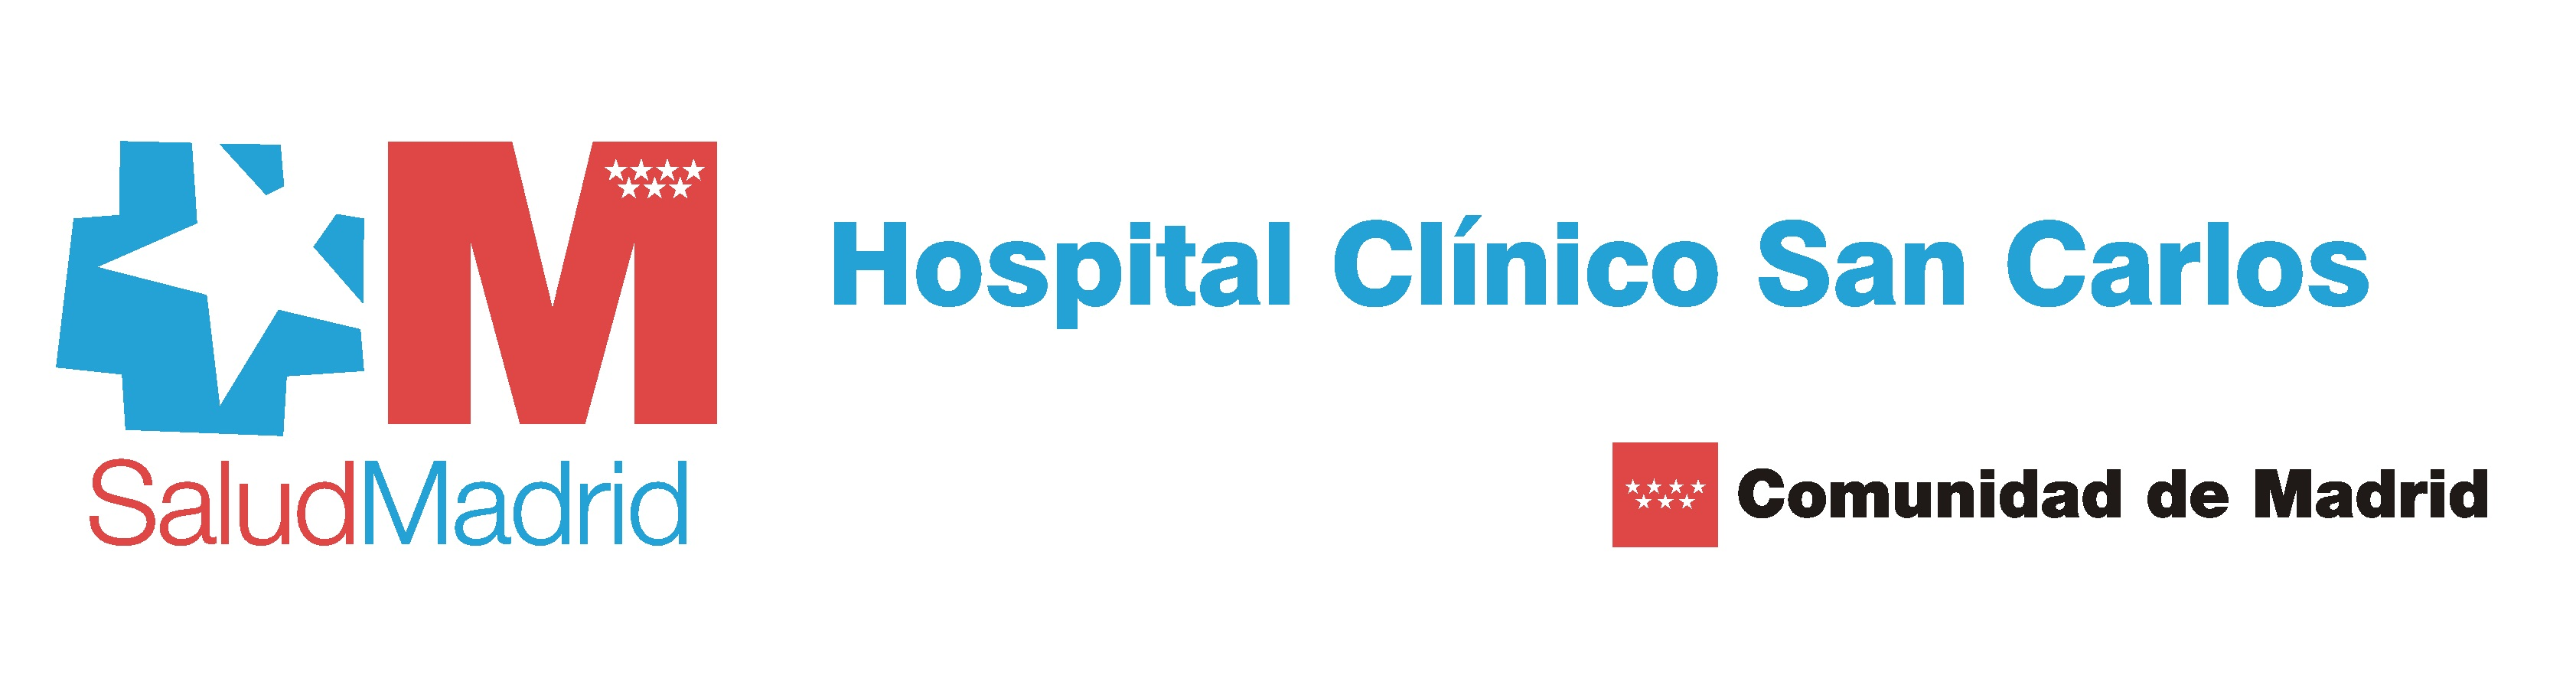 M
SaludMadrid
Hospital Clínico San Carlos
Comunidad de Madrid